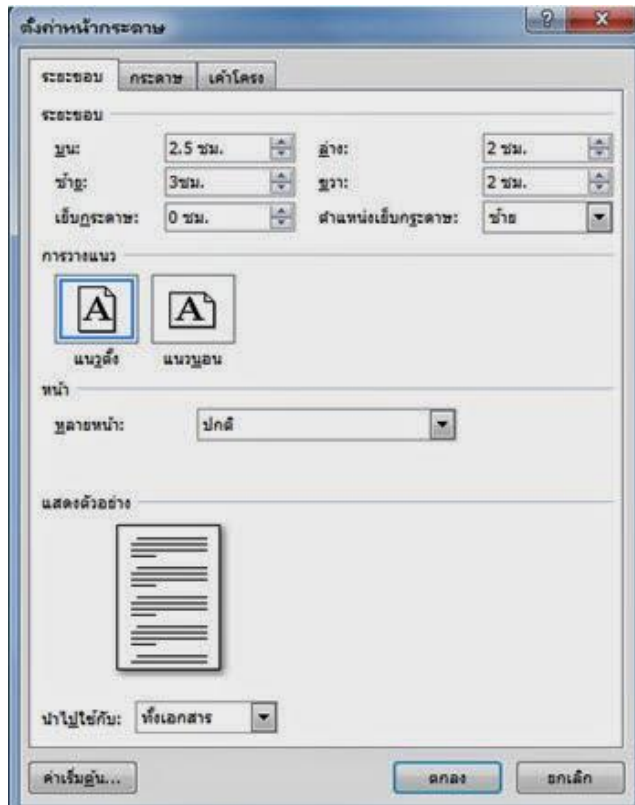 ตั้งค่าหน้ากระดาษ
ระยะขอบ กระดาษ เค้าโครง
ระยะขอบ
บน: 2.5 ซม. ล่าง: 2 ซม.
ซ้าย: 3ซม. ขวา: 2 ซม.
เย็บกระดาษ: 0 ซม. ตำแหน่งเย็บกระดาษ: ซ้าย
การวางแนว
A A
แนวตั้ง แนวนอน
หน้า
หลายหน้า: ปกติ
แสดงตัวอย่าง
นำไปใช้กับ: ทั้งเอกสาร
ค่าเริ่มต้น... ตกลง ยกเลิก